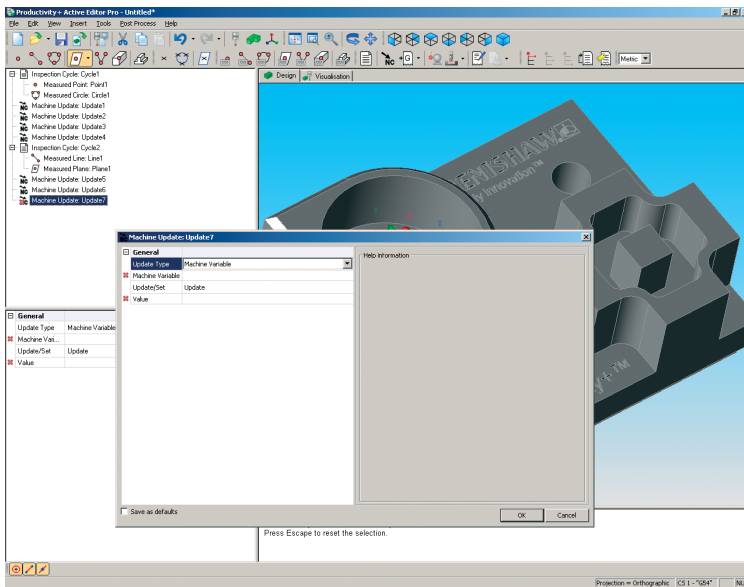 Productivity+ Active Editor Pro - Untitled*
File Edit View Insert Tools Post Process Help
Metric
Inspection Cycle: Cycle1
Measured Point: Point1
Measured Circle: Circle1
Machine Update: Update1
Machine Update: Update2
Machine Update: Update3
Machine Update: Update4
Inspection Cycle: Cycle2
Measured Line: Line1
Measured Plane: Plane1
Machine Update: Update5
Machine Update: Update6
Machine Update: Update7
Design Visualisation
ENISHAW
y innovation™
Y Z X
y+™
General
Update Type Machine Variable
Machine Vari...
Update/Set Update
Value
Machine Update: Update7
General
Update Type Machine Variable
Machine Variable
Update/Set Update
Value
Help information
Save as defaults
OK Cancel
Press Escape to reset the selection.
Projection = Orthographic CS 1 - "G54" NU